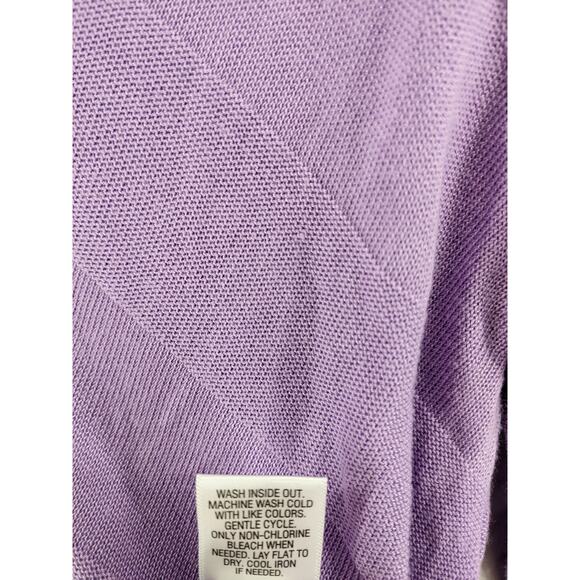 WASH INSIDE OUT.
MACHINE WASH COLD
WITH LIKE COLORS.
GENTLE CYCLE.
ONLY NON-CHLORINE
BLEACH WHEN
NEEDED. LAY FLAT TO
DRY. COOL IRON
IF NEEDED.